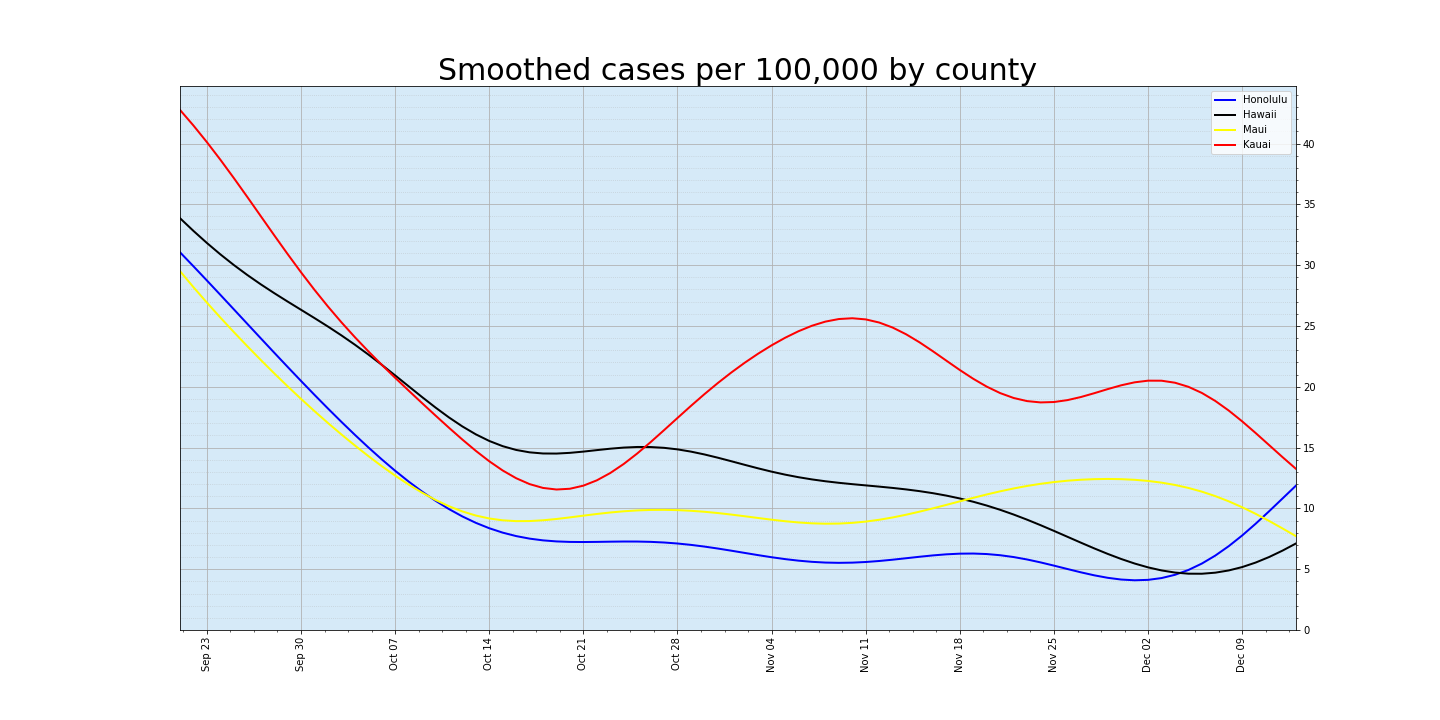 Smoothed cases per 100,000 by county
Honolulu
Hawaii
Maui
Kauai
40
35
30
25
20
15
10
5
0
Sep 23
Sep 30
Oct 07
Oct 14
Oct 21
Oct 28
Nov 04
Nov 11
Nov 18
Nov 25
Dec 02
Dec 09